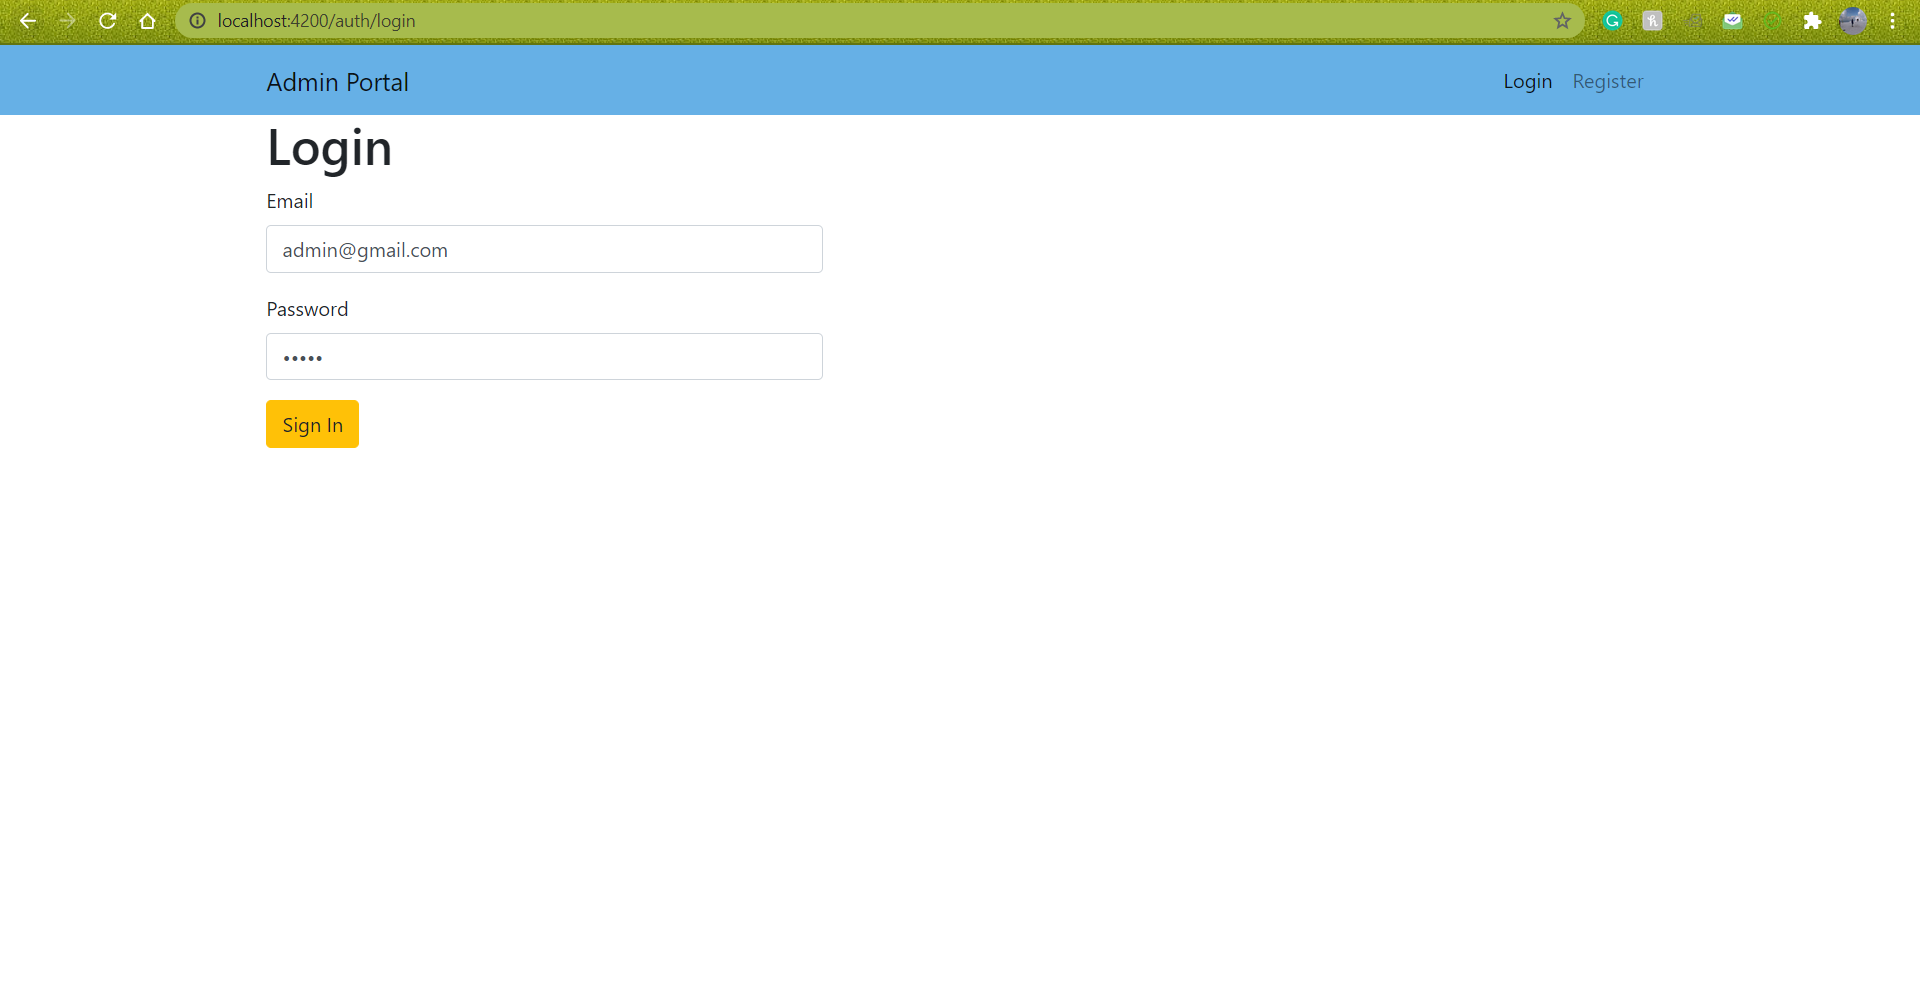 localhost:4200/auth/login
Admin Portal
Login
Register
Login
Email
admin@gmail.com
Password
•••••
Sign In